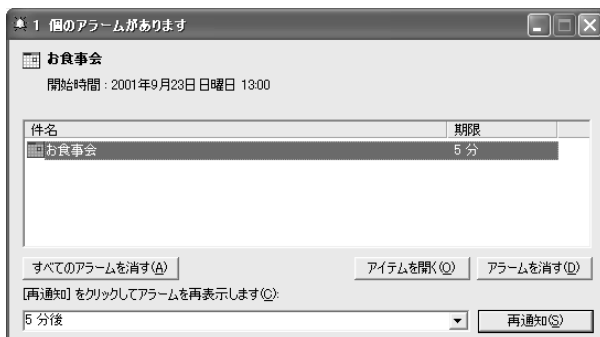 1 個のアラームがあります
お食事会
開始時間 : 2001年9月23日 日曜日 13:00
件名 期限
お食事会 5 分
すべてのアラームを消す(A) アイテムを開く(O) アラームを消す(D)
[再通知] をクリックしてアラームを再表示します(C):
5 分後 再通知(S)